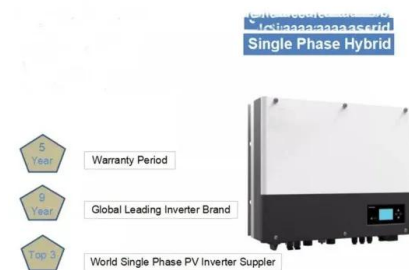 Single Phase Hybrid
5
Year
Warranty Period
9
Year
Global Leading Inverter Brand
Top 3
World Single Phase PV Inverter Suppler